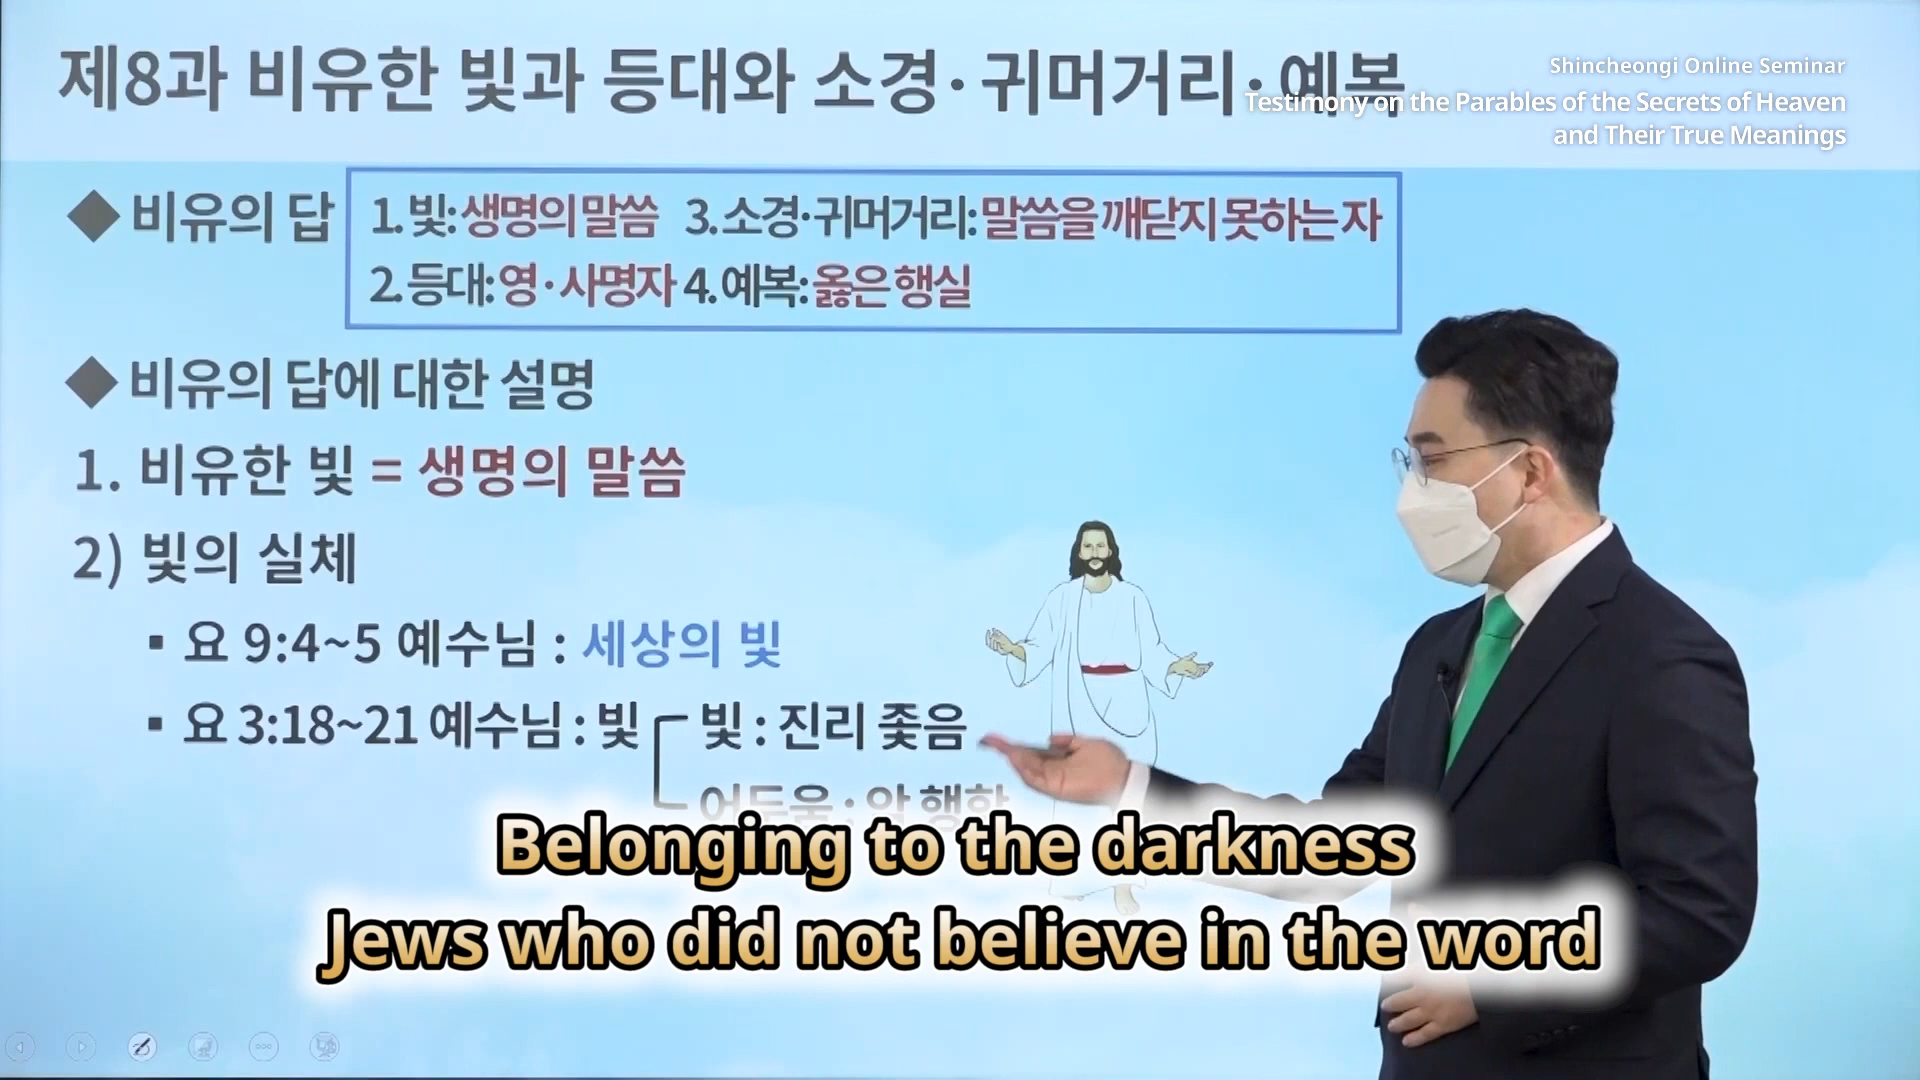 제8과 비유한 빛과 등대와 소경·귀머거리·예복
Shincheongi Online Seminar
Testimony on the Parables of the Secrets of Heaven
and Their True Meanings
◆ 비유의 답
1. 빛: 생명의 말씀 3. 소경·귀머거리: 말씀을 깨닫지 못하는 자
2. 등대: 영·사명자 4. 예복: 옳은 행실
◆ 비유의 답에 대한 설명
1. 비유한 빛 = 생명의 말씀
2) 빛의 실체
▪ 요 9:4~5 예수님 : 세상의 빛
▪ 요 3:18~21 예수님 : 빛 빛 : 진리 좇음
어두움 : 악 행함
Belonging to the darkness
Jews who did not believe in the word